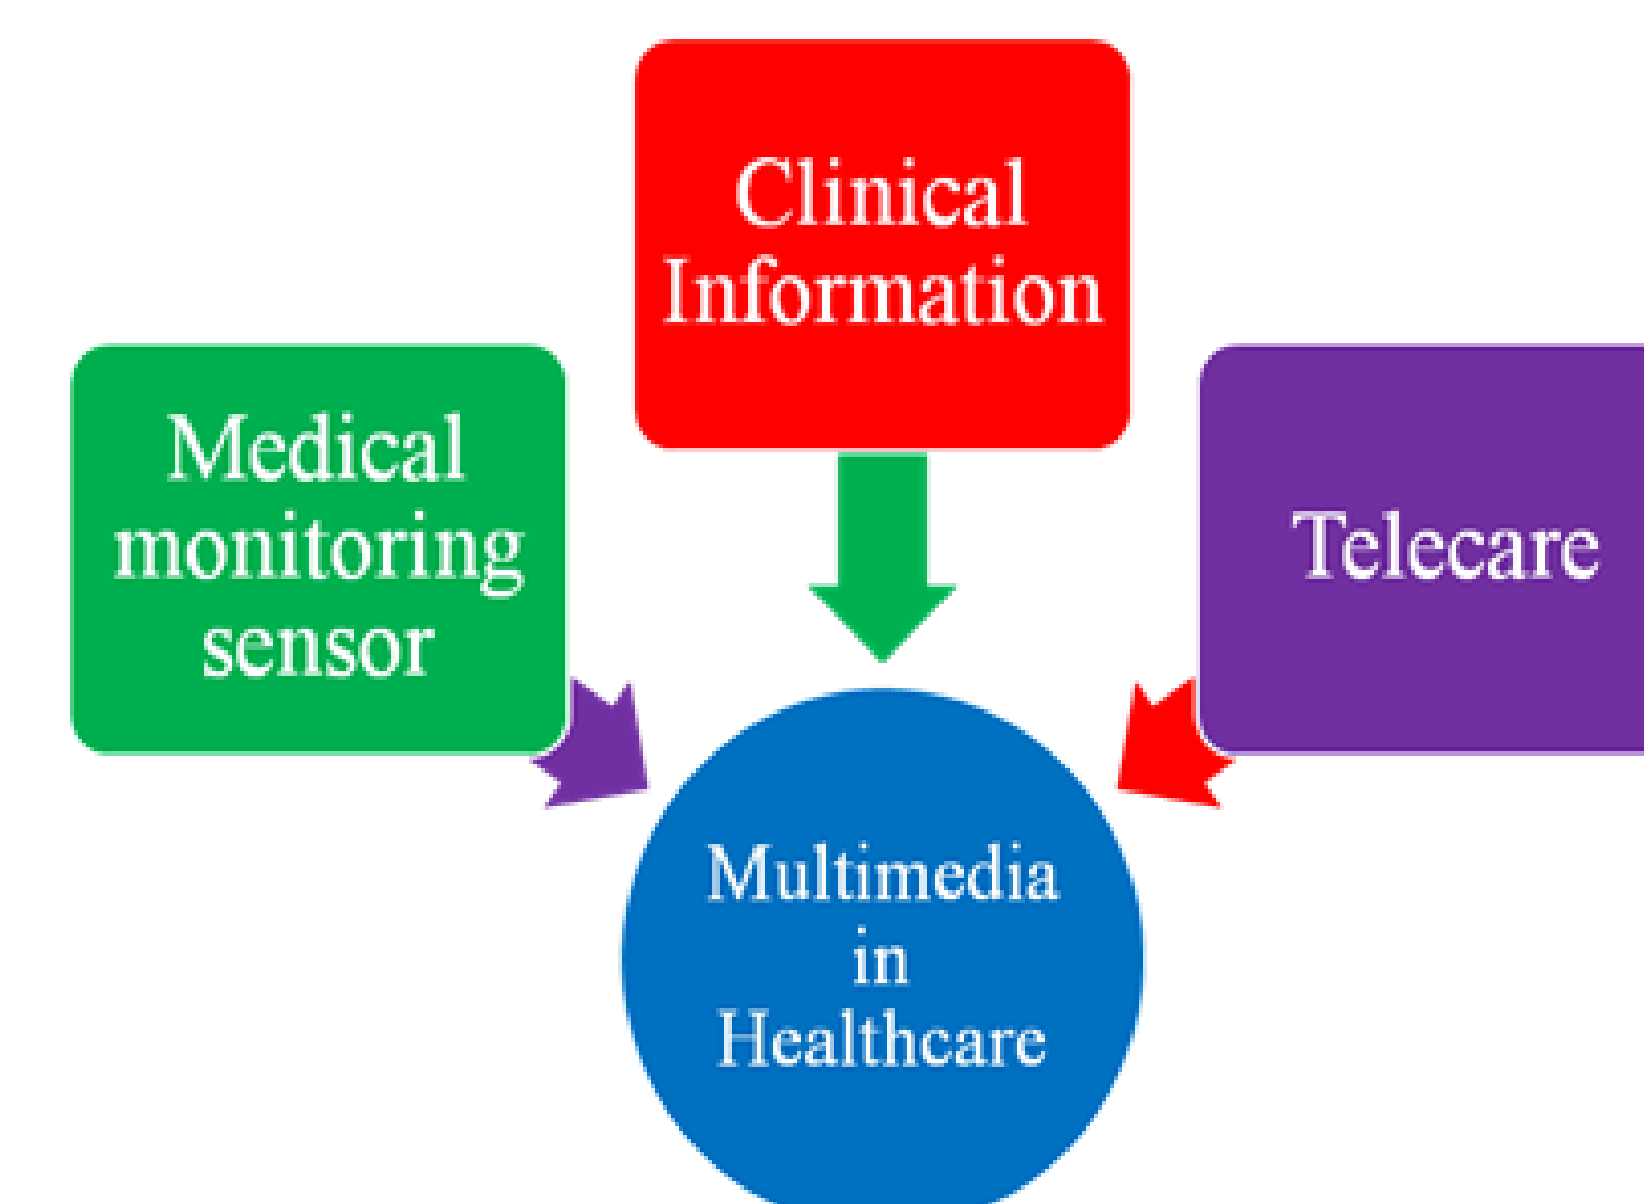 Clinical
Information
Medical
monitoring
sensor
Telecare
Multimedia
in
Healthcare